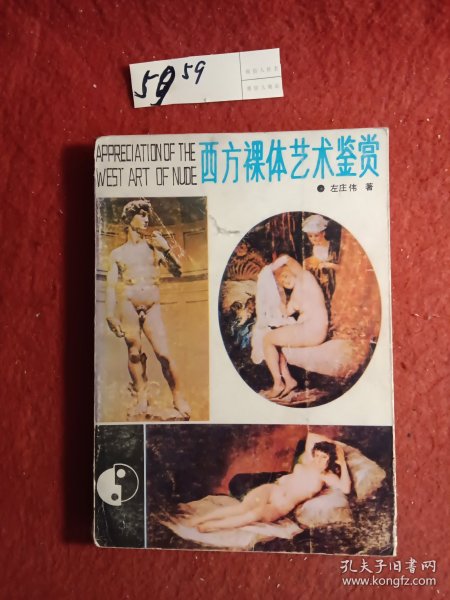 59 59
APPRECIATION OF THE
WEST ART OF NUDE
西方裸体艺术鉴赏
左庄伟 著
孔夫子旧书网
www.kongfz.com